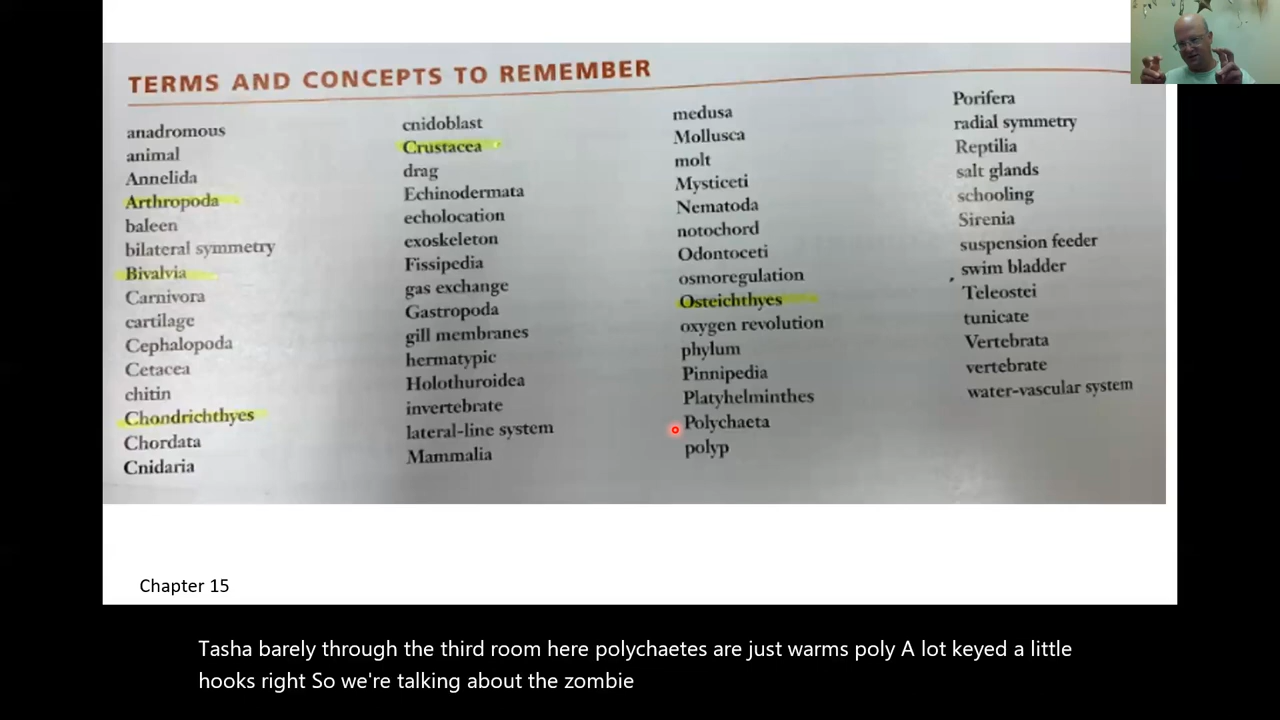 TERMS AND CONCEPTS TO REMEMBER
anadromous
animal
Annelida
Arthropoda
baleen
bilateral symmetry
Bivalvia
Carnivora
cartilage
Cephalopoda
Cetacea
chitin
Chondrichthyes
Chordata
Cnidaria
cnidoblast
Crustacea
drag
Echinodermata
echolocation
exoskeleton
Fissipedia
gas exchange
Gastropoda
gill membranes
hermatypic
Holothuroidea
invertebrate
lateral-line system
Mammalia
medusa
Mollusca
molt
Mysticeti
Nematoda
notochord
Odontoceti
osmoregulation
Osteichthyes
oxygen revolution
phylum
Pinnipedia
Platyhelminthes
Polychaeta
polyp
Porifera
radial symmetry
Reptilia
salt glands
schooling
Sirenia
suspension feeder
swim bladder
Teleostei
tunicate
Vertebrata
vertebrate
water-vascular system
Chapter 15
Tasha barely through the third room here polychaetes are just warms poly A lot keyed a little
hooks right So we're talking about the zombie